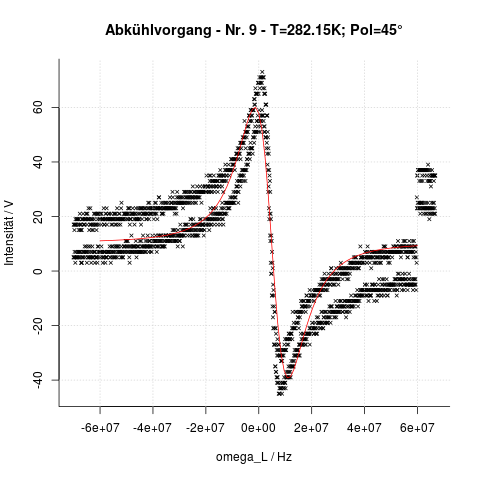 Abkühlvorgang - Nr. 9 - T=282.15K; Pol=45°
Intensität / V
60
40
20
0
-20
-40
-6e+07 -4e+07 -2e+07 0e+00 2e+07 4e+07 6e+07
omega_L / Hz